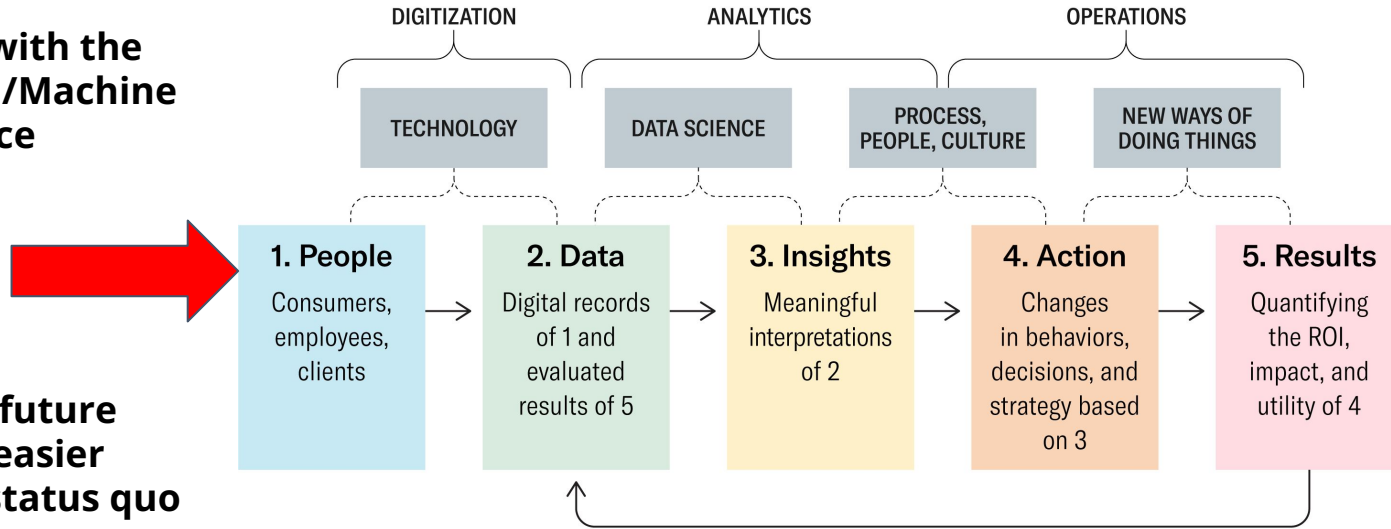 with the
/Machine
ce
future
easier
status quo
DIGITIZATION
ANALYTICS
OPERATIONS
TECHNOLOGY
DATA SCIENCE
PROCESS,
PEOPLE, CULTURE
NEW WAYS OF
DOING THINGS
1. People
Consumers,
employees,
clients
2. Data
Digital records
of 1 and
evaluated
results of 5
3. Insights
Meaningful
interpretations
of 2
4. Action
Changes
in behaviors,
decisions, and
strategy based
on 3
5. Results
Quantifying
the ROI,
impact, and
utility of 4